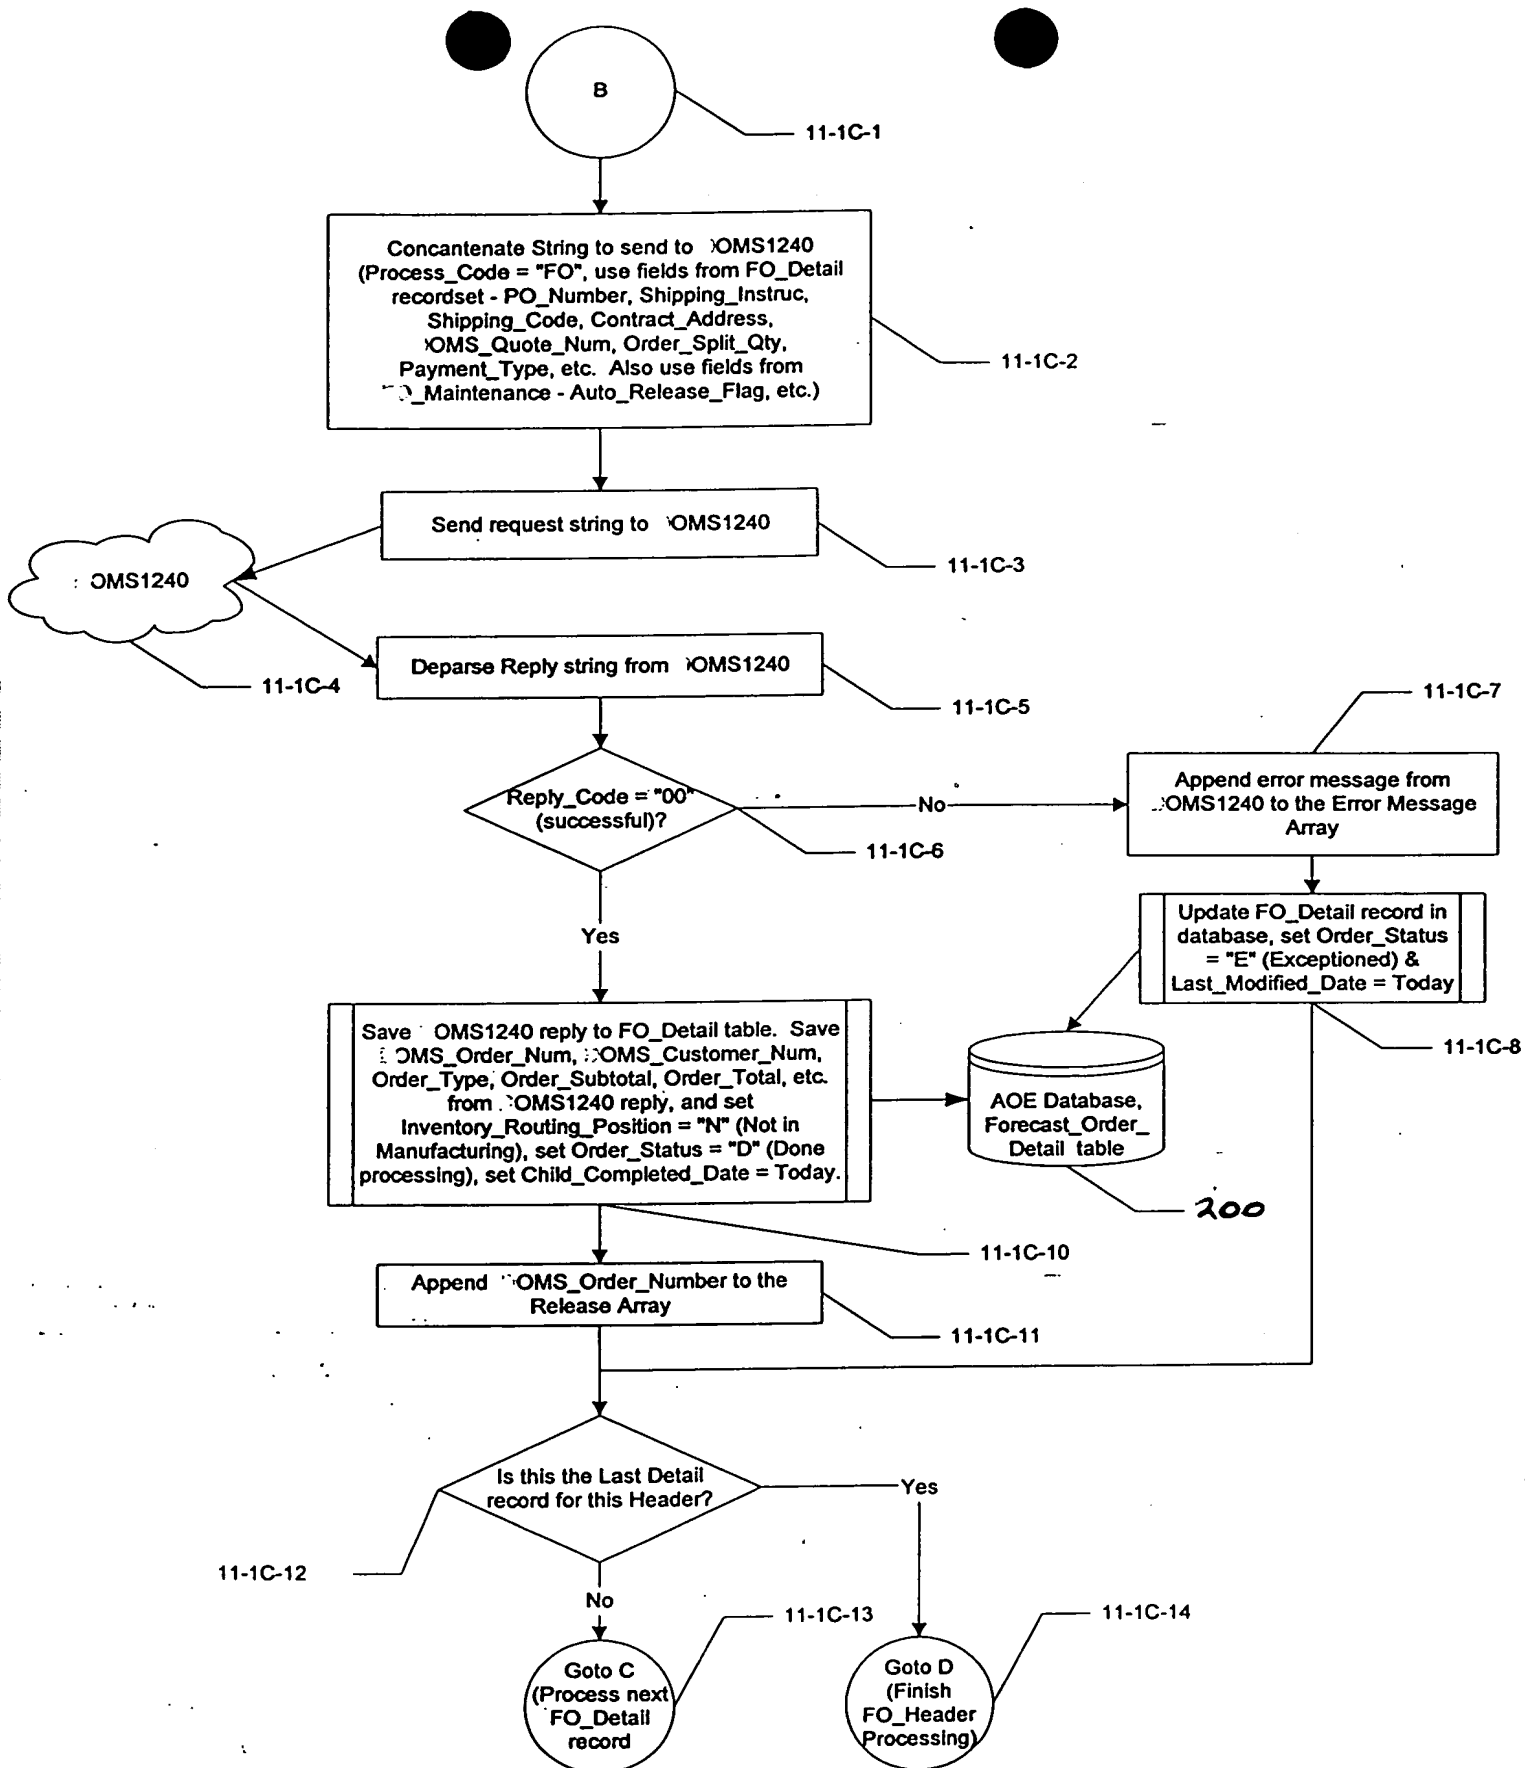 B
11-1C-1
Concantenate String to send to OMS1240
(Process_Code = "FO", use fields from FO_Detail
recordset - PO_Number, Shipping_Instruc,
Shipping_Code, Contract_Address,
OMS_Quote_Num, Order_Split_Qty,
Payment_Type, etc. Also use fields from
_Maintenance - Auto_Release_Flag, etc.)
11-1C-2
Send request string to OMS1240
11-1C-3
OMS1240
11-1C-4
Deparse Reply string from OMS1240
11-1C-5
Reply_Code = "00"
(successful)?
11-1C-6
No
11-1C-7
Append error message from
OMS1240 to the Error Message
Array
Update FO_Detail record in
database, set Order_Status
= "E" (Exceptioned) &
Last_Modified_Date = Today
11-1C-8
Yes
Save OMS1240 reply to FO_Detail table. Save
OMS_Order_Num, OMS_Customer_Num,
Order_Type, Order_Subtotal, Order_Total, etc.
from OMS1240 reply, and set
Inventory_Routing_Position = "N" (Not in
Manufacturing), set Order_Status = "D" (Done
processing), set Child_Completed_Date = Today.
11-1C-10
AOE Database,
Forecast_Order_
Detail table
200
Append OMS_Order_Number to the
Release Array
11-1C-11
Is this the Last Detail
record for this Header?
11-1C-12
Yes
No
Goto C
(Process next
FO_Detail
record
11-1C-13
Goto D
(Finish
FO_Header
Processing)
11-1C-14